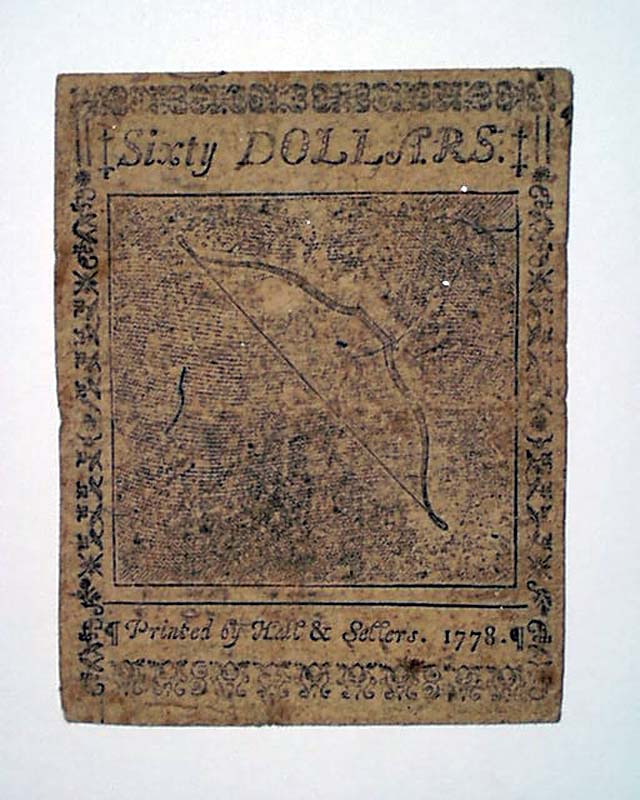 ‡Sixty DOLLARS.‡
¶Printed by Hall & Sellers. 1778.¶